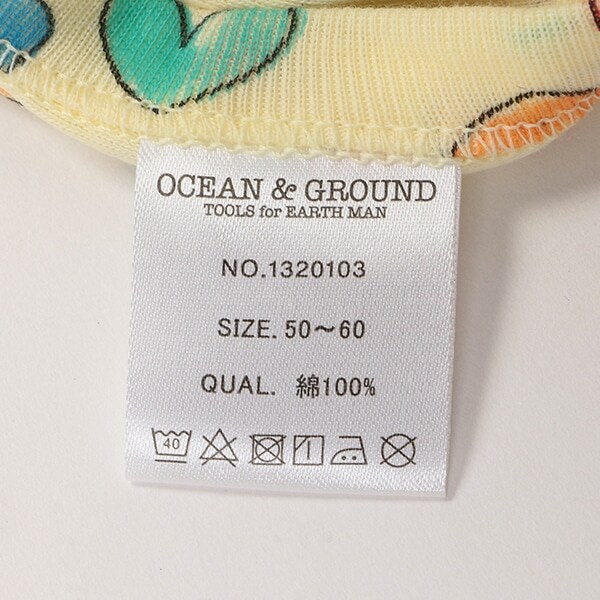 OCEAN & GROUND
TOOLS for EARTH MAN
NO.1320103
SIZE. 50～60
QUAL. 綿100%
40